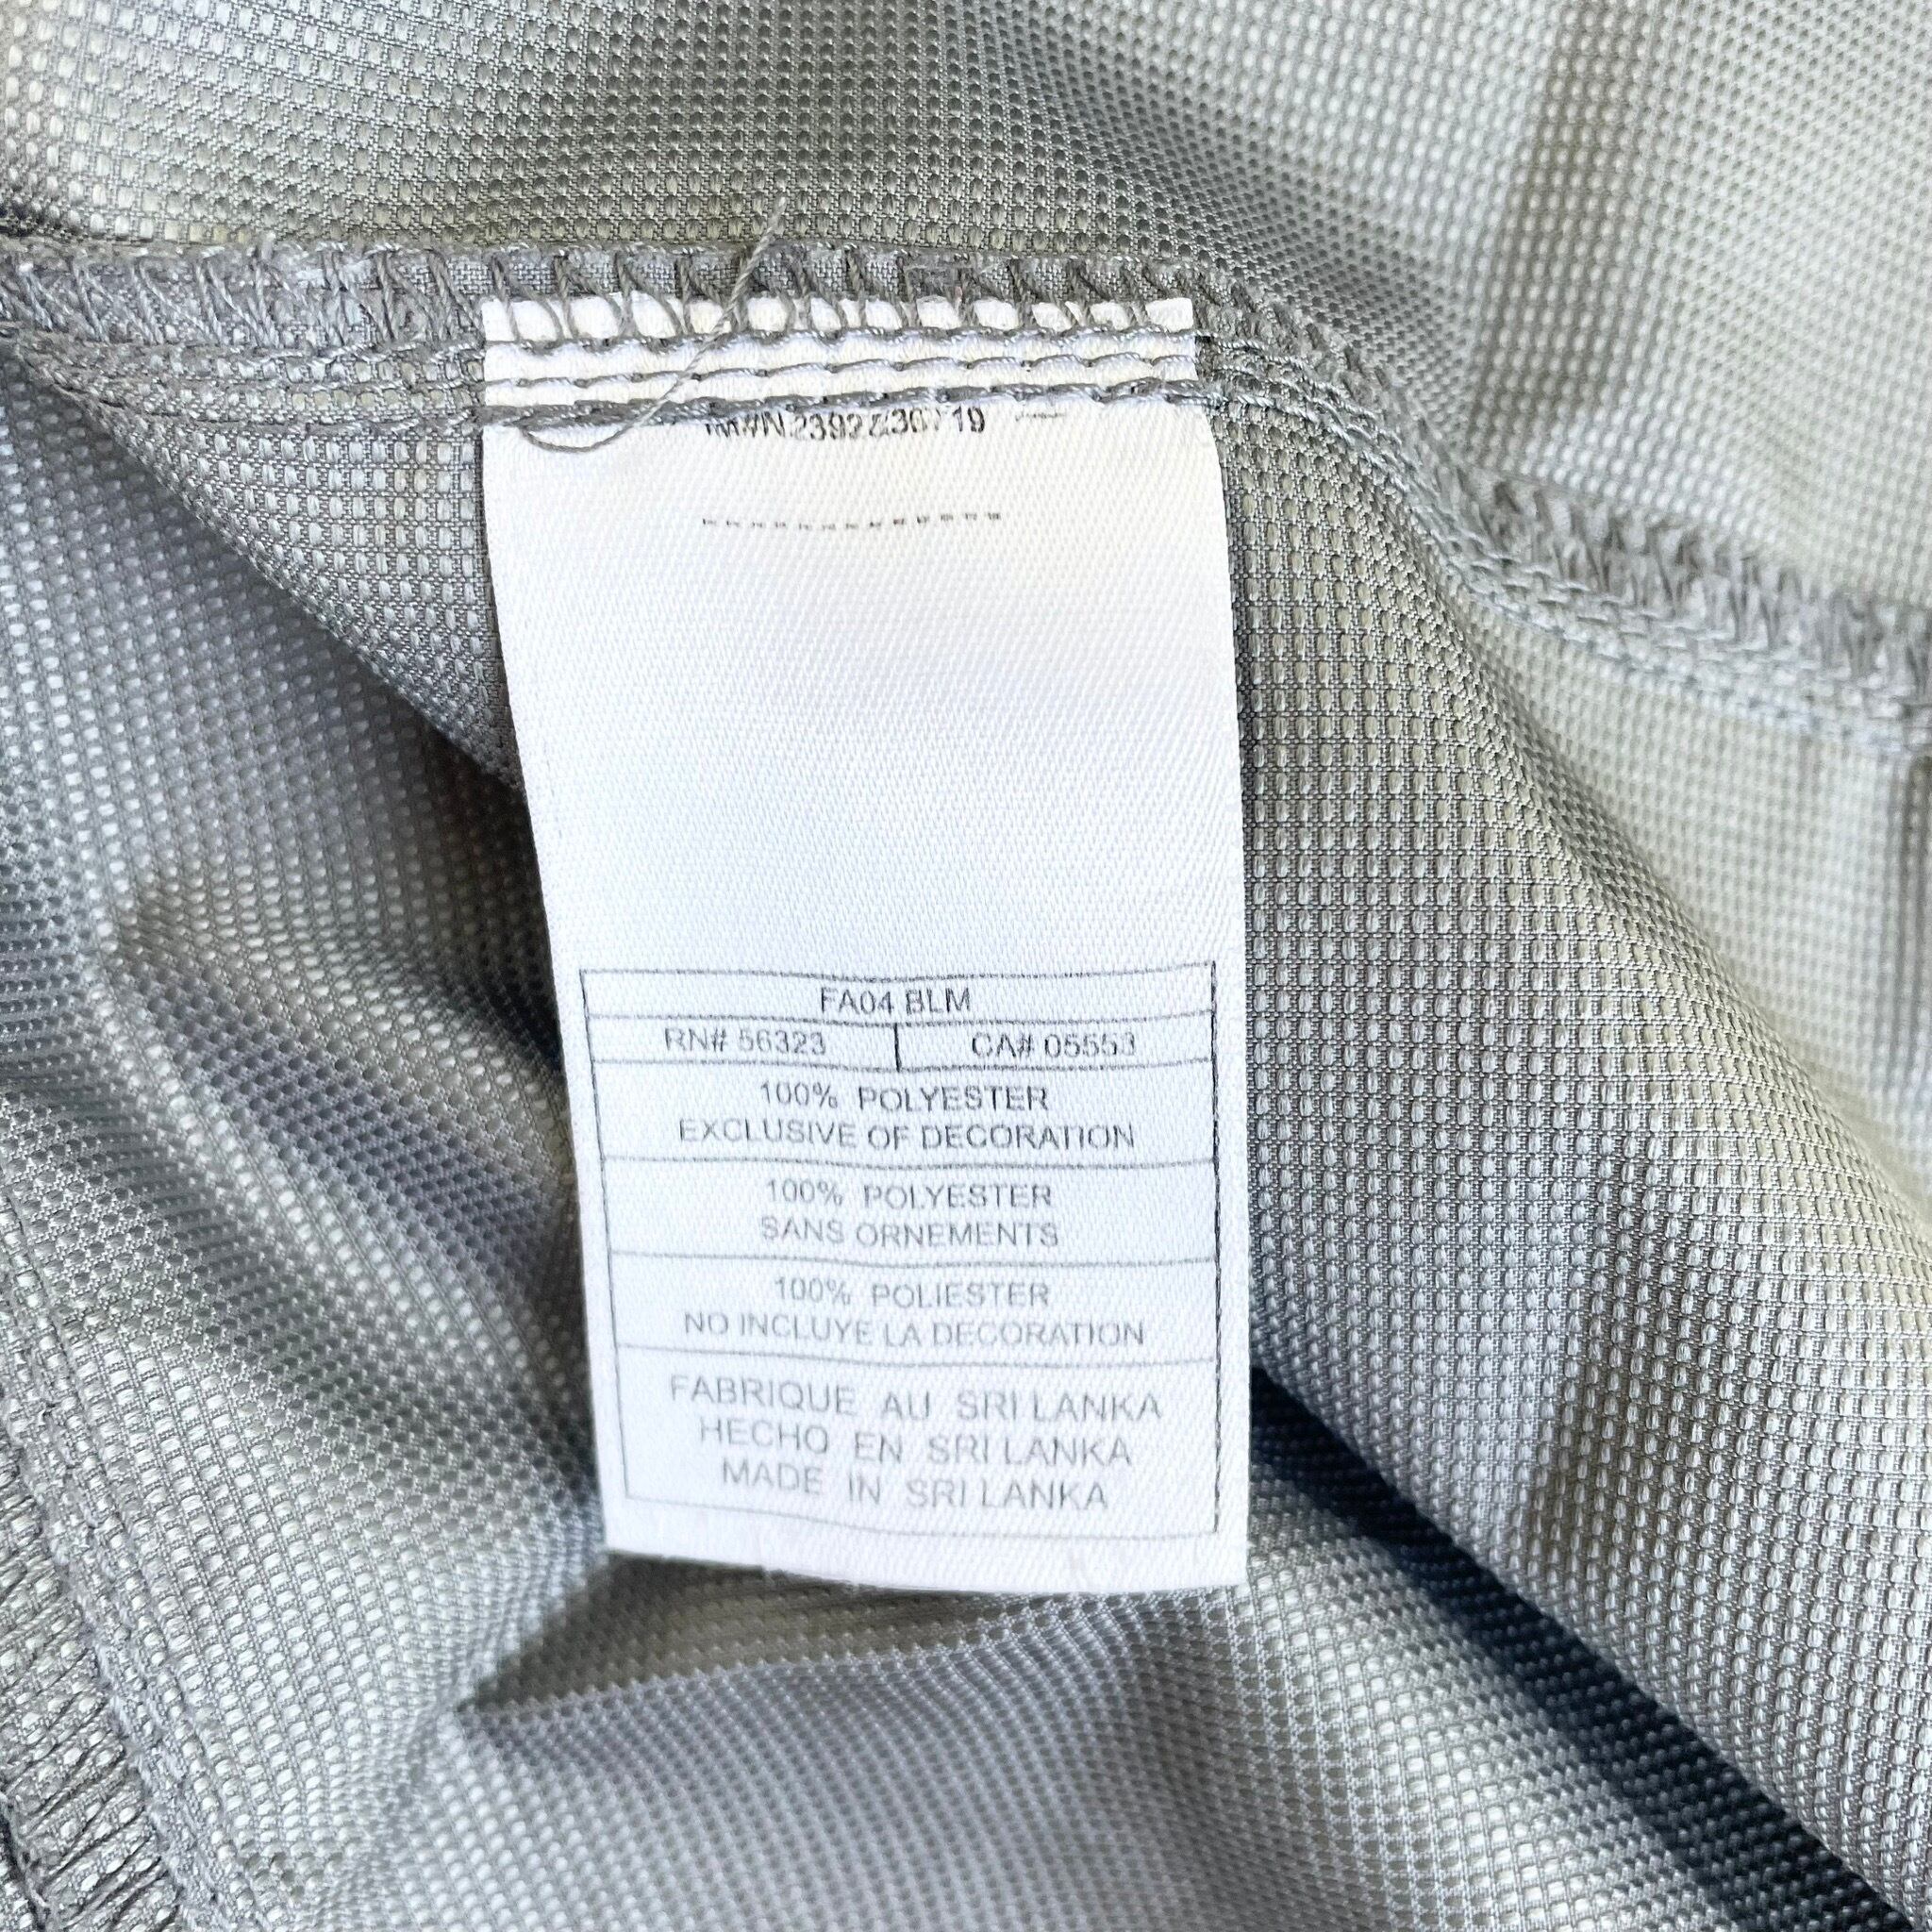 FA04 BLM
RN# 56323 CA# 05553
100% POLYESTER
EXCLUSIVE OF DECORATION
100% POLYESTER
SANS ORNEMENTS
100% POLIESTER
NO INCLUYE LA DECORATION
FABRIQUE AU SRI LANKA
HECHO EN SRI LANKA
MADE IN SRI LANKA